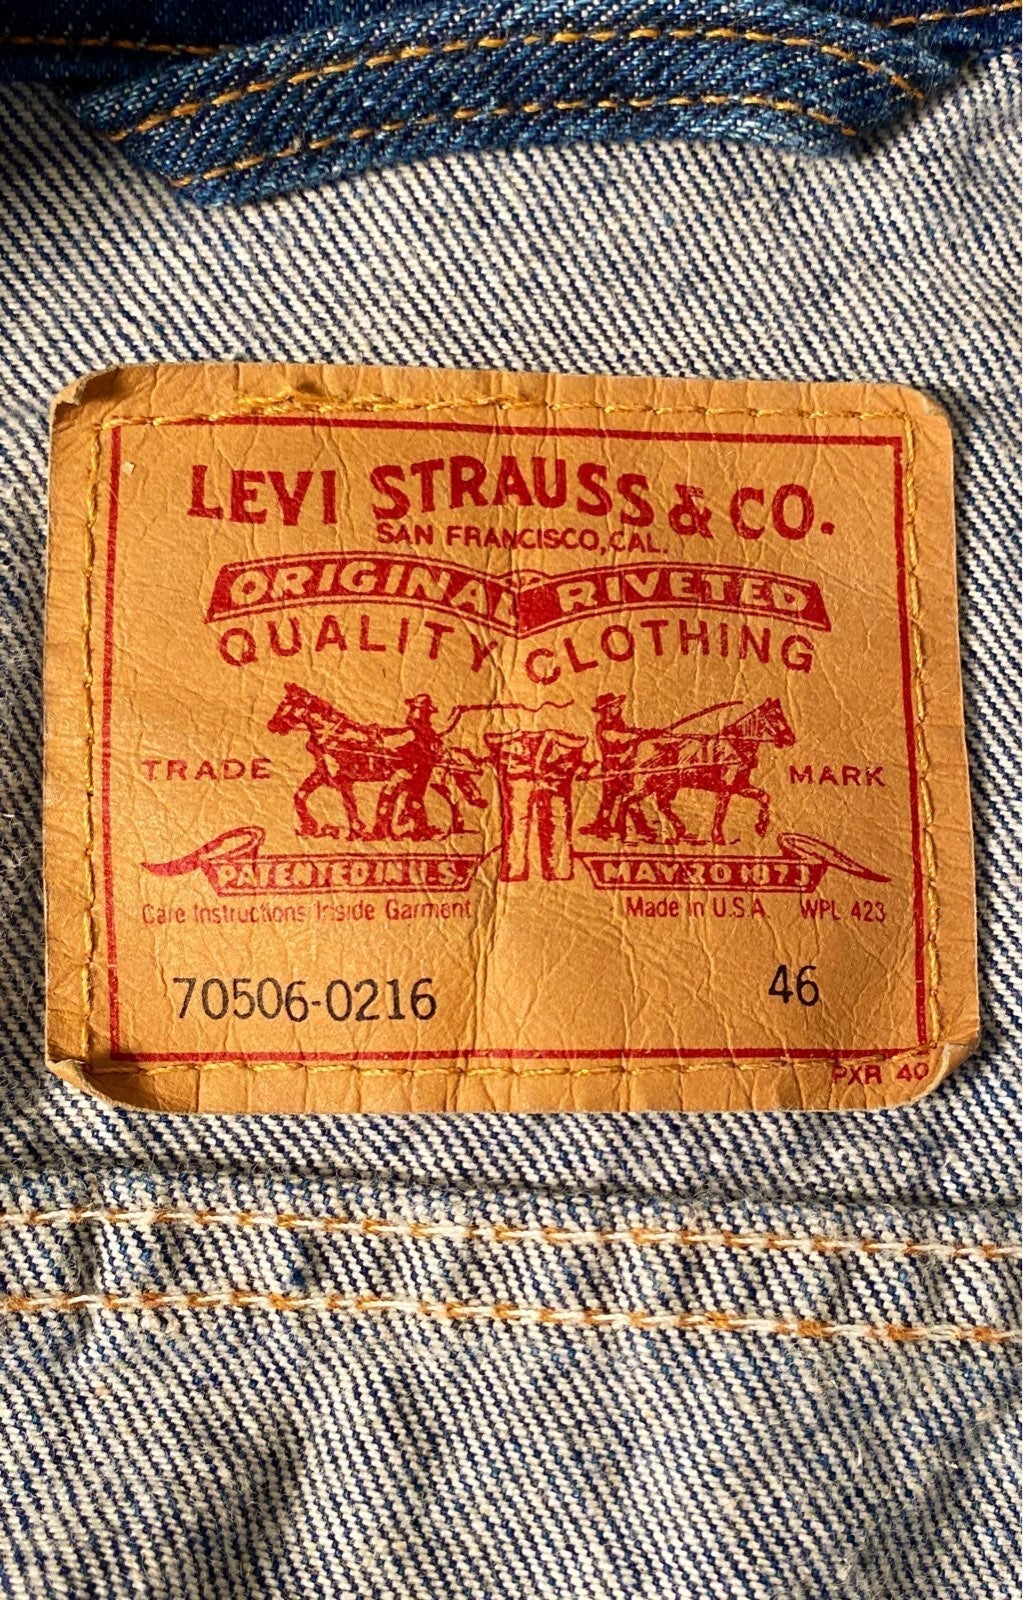 LEVI STRAUSS & CO.
SAN FRANCISCO, CAL.
ORIGINAL RIVETED
QUALITY CLOTHING
TRADE MARK
PATENTED IN U.S. MAY 20 1873
Care Instructions Inside Garment Made in U.S.A. WPL 423
70506-0216 46
PXR 40